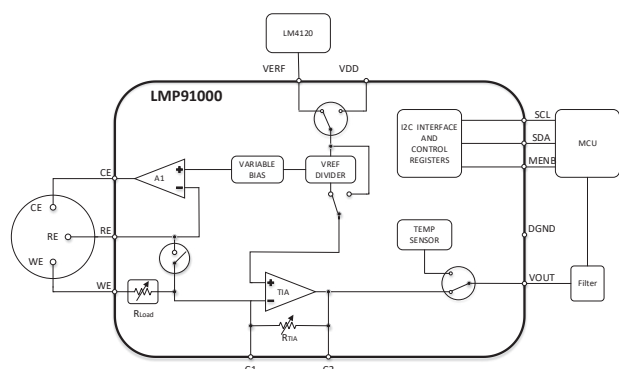 LM4120
VERF
VDD
LMP91000
I2C INTERFACE
AND
CONTROL
REGISTERS
SCL
SDA
MENB
MCU
CE
A1
VARIABLE
BIAS
VREF
DIVIDER
CE
RE
WE
RE
WE
RLoad
TEMP
SENSOR
DGND
TIA
VOUT
Filter
RTIA